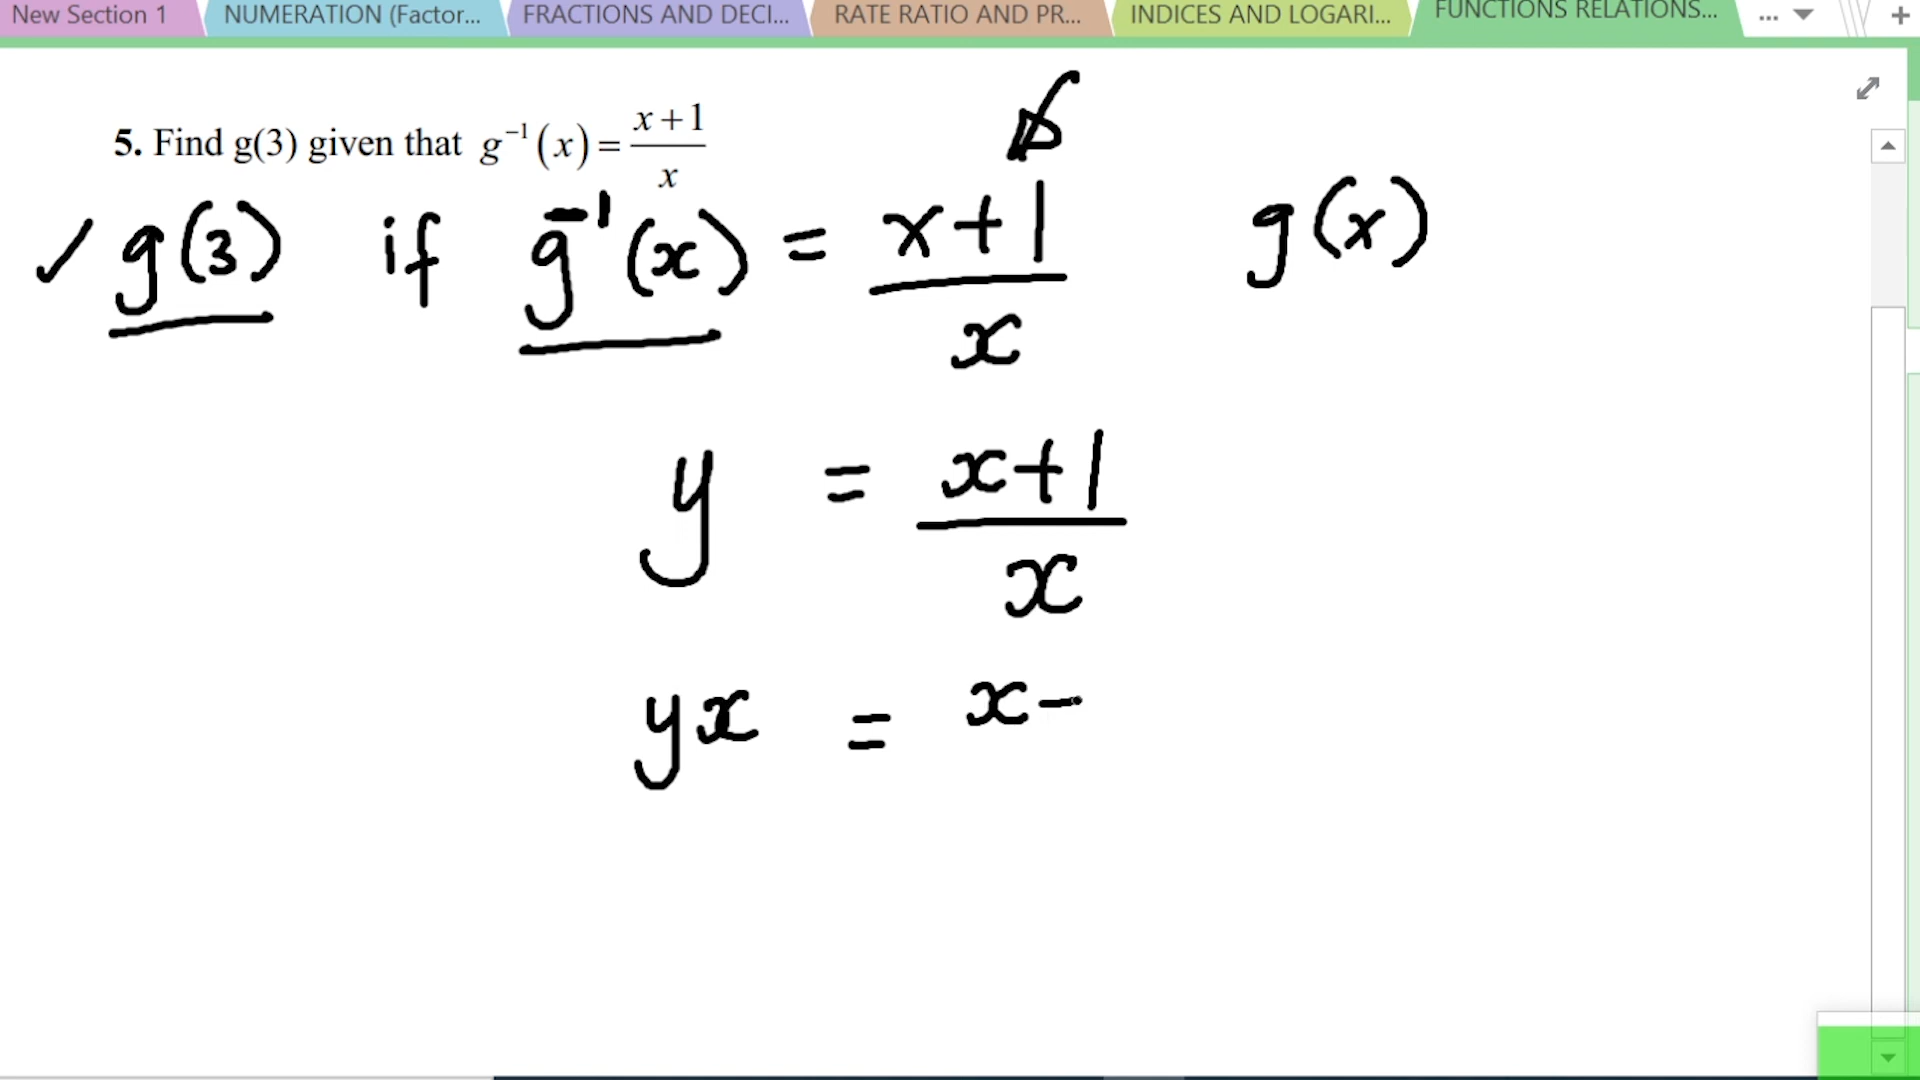 New Section 1 NUMERATION (Factor... FRACTIONS AND DECI... RATE RATIO AND PR... INDICES AND LOGARI... FUNCTIONS RELATIONS... ... +
5. Find g(3) given that g⁻¹(x) = (x+1)/x
✓ g(3) if g⁻¹(x) = (x+1)/x g(x)
y = (x+1)/x
yx = x-